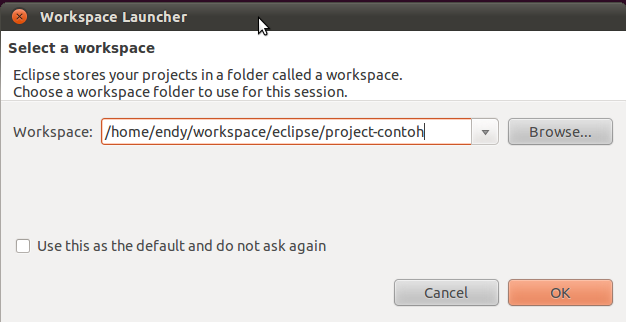 Workspace Launcher
Select a workspace
Eclipse stores your projects in a folder called a workspace.
Choose a workspace folder to use for this session.
Workspace: /home/endy/workspace/eclipse/project-contoh Browse...
Use this as the default and do not ask again
Cancel OK